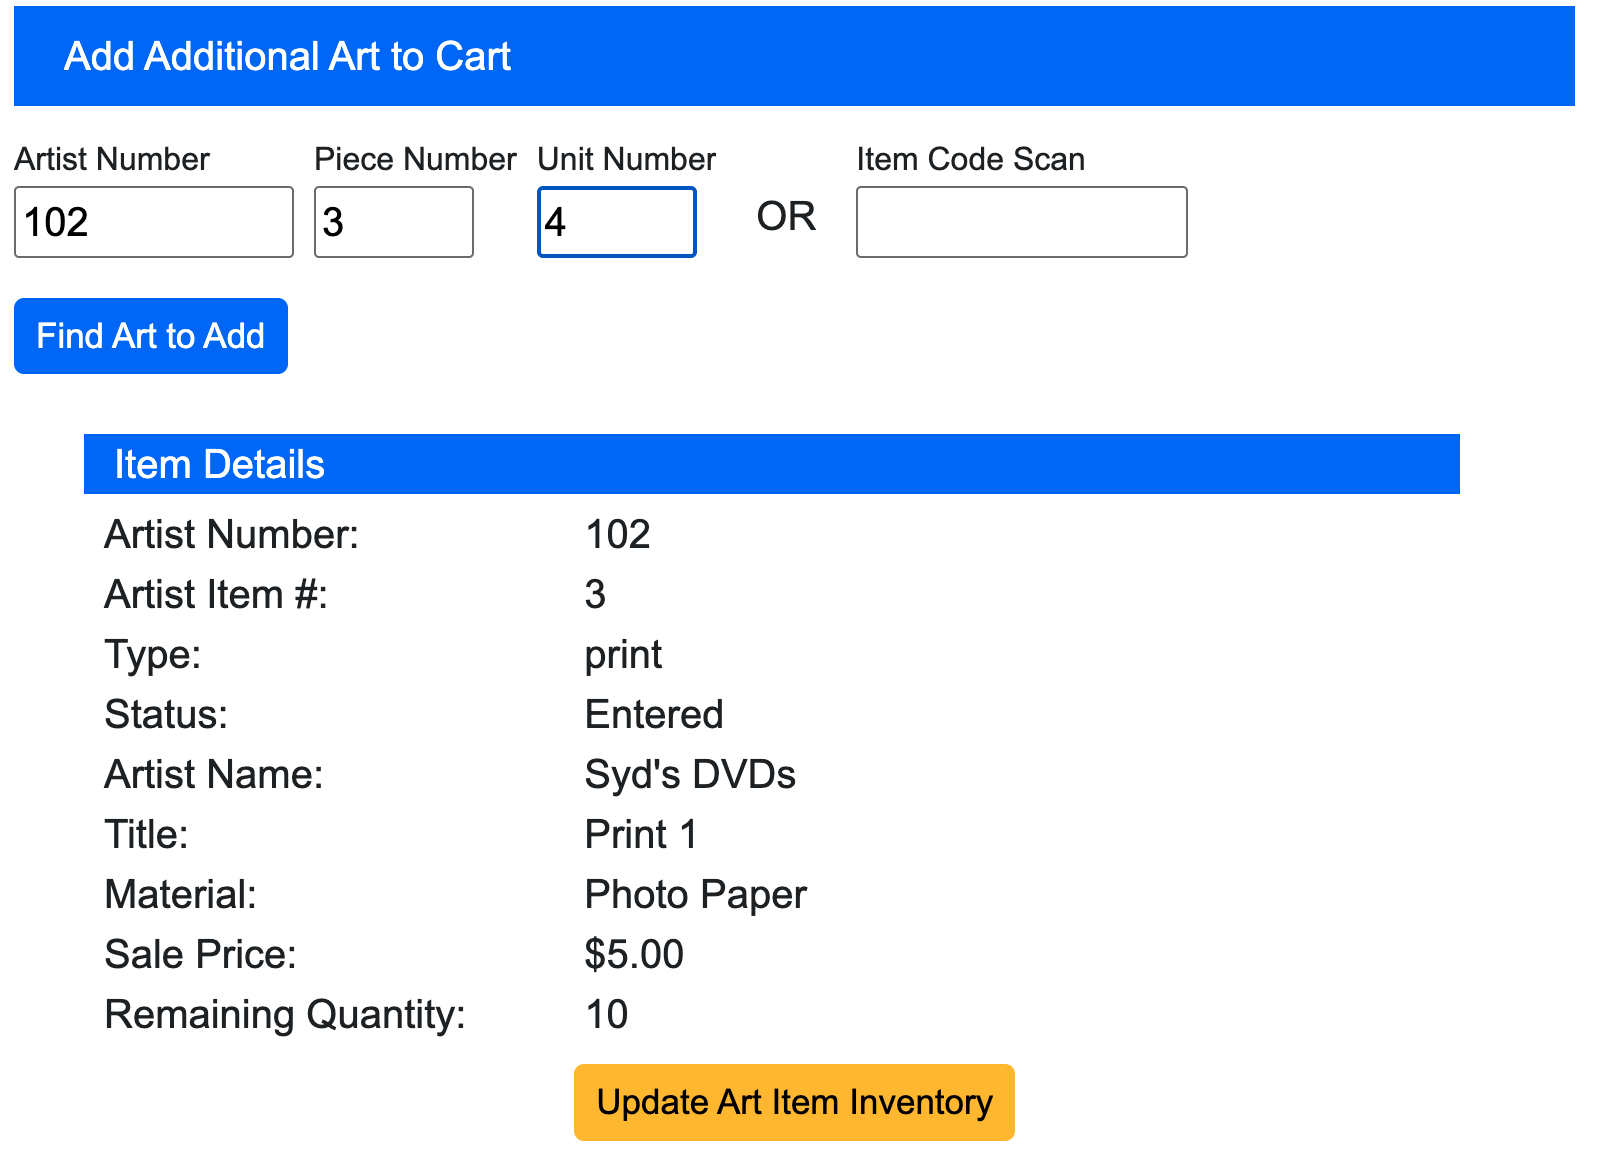 Add Additional Art to Cart
Artist Number Piece Number Unit Number Item Code Scan
102 3 4 OR
Find Art to Add
Item Details
Artist Number: 102
Artist Item #: 3
Type: print
Status: Entered
Artist Name: Syd's DVDs
Title: Print 1
Material: Photo Paper
Sale Price: $5.00
Remaining Quantity: 10
Update Art Item Inventory